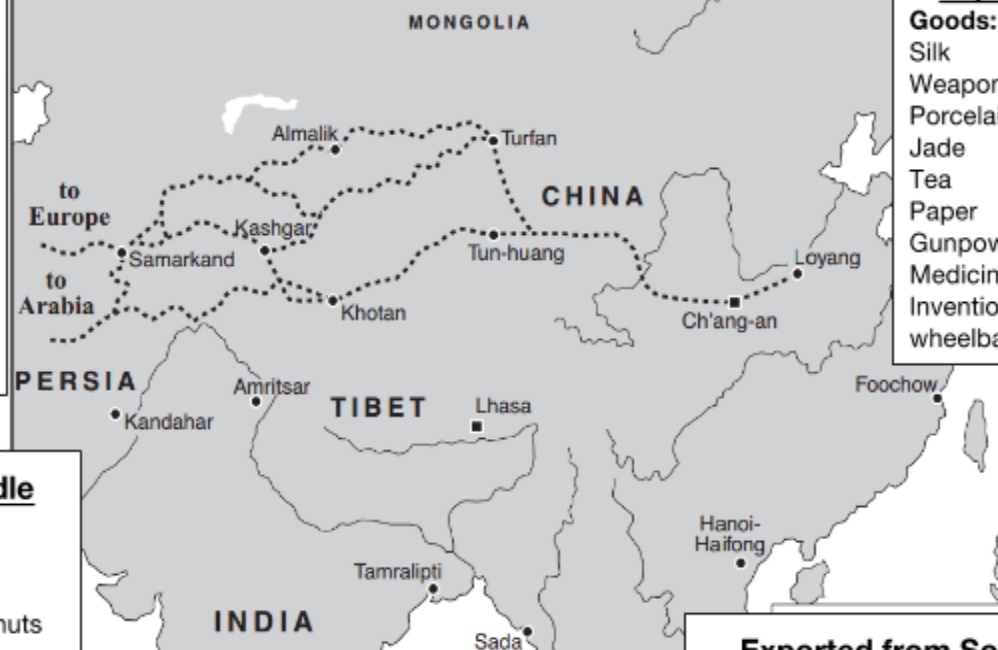 MONGOLIA
Goods:
Silk
Weapon
Porcelai
Jade
Tea
Paper
Gunpow
Medicin
Inventio
wheelba
Almalik
Turfan
to
Europe
CHINA
Kashgar
Samarkand
Tun-huang
Loyang
to
Arabia
Khotan
Ch'ang-an
PERSIA
Amritsar
TIBET
Lhasa
Foochow
Kandahar
dle
Hanoi-
Haifong
Tamralipti
INDIA
nuts
Sada
Exported from So